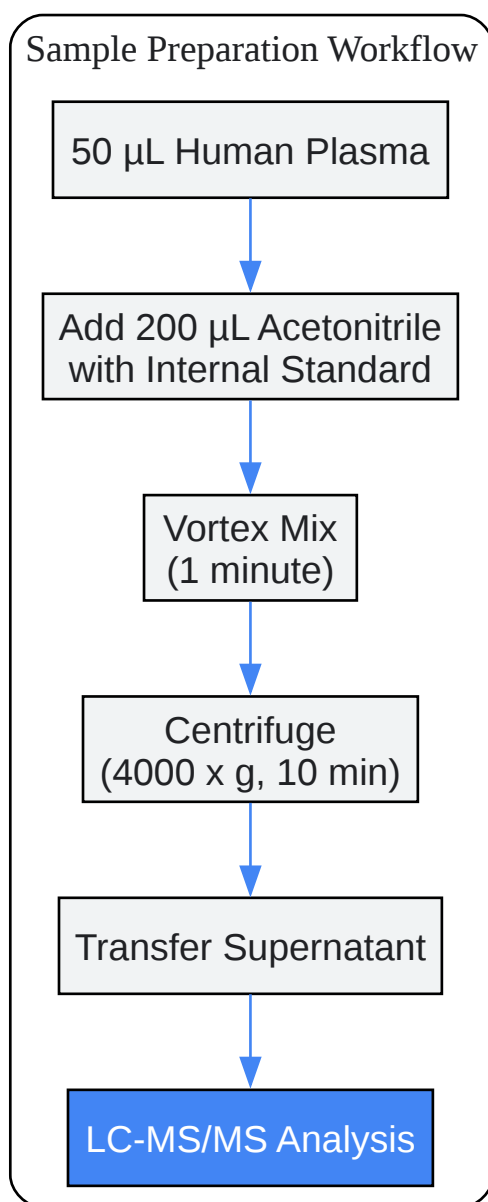 Sample Preparation Workflow
50 µL Human Plasma
Add 200 µL Acetonitrile
with Internal Standard
Vortex Mix
(1 minute)
Centrifuge
(4000 x g, 10 min)
Transfer Supernatant
LC-MS/MS Analysis